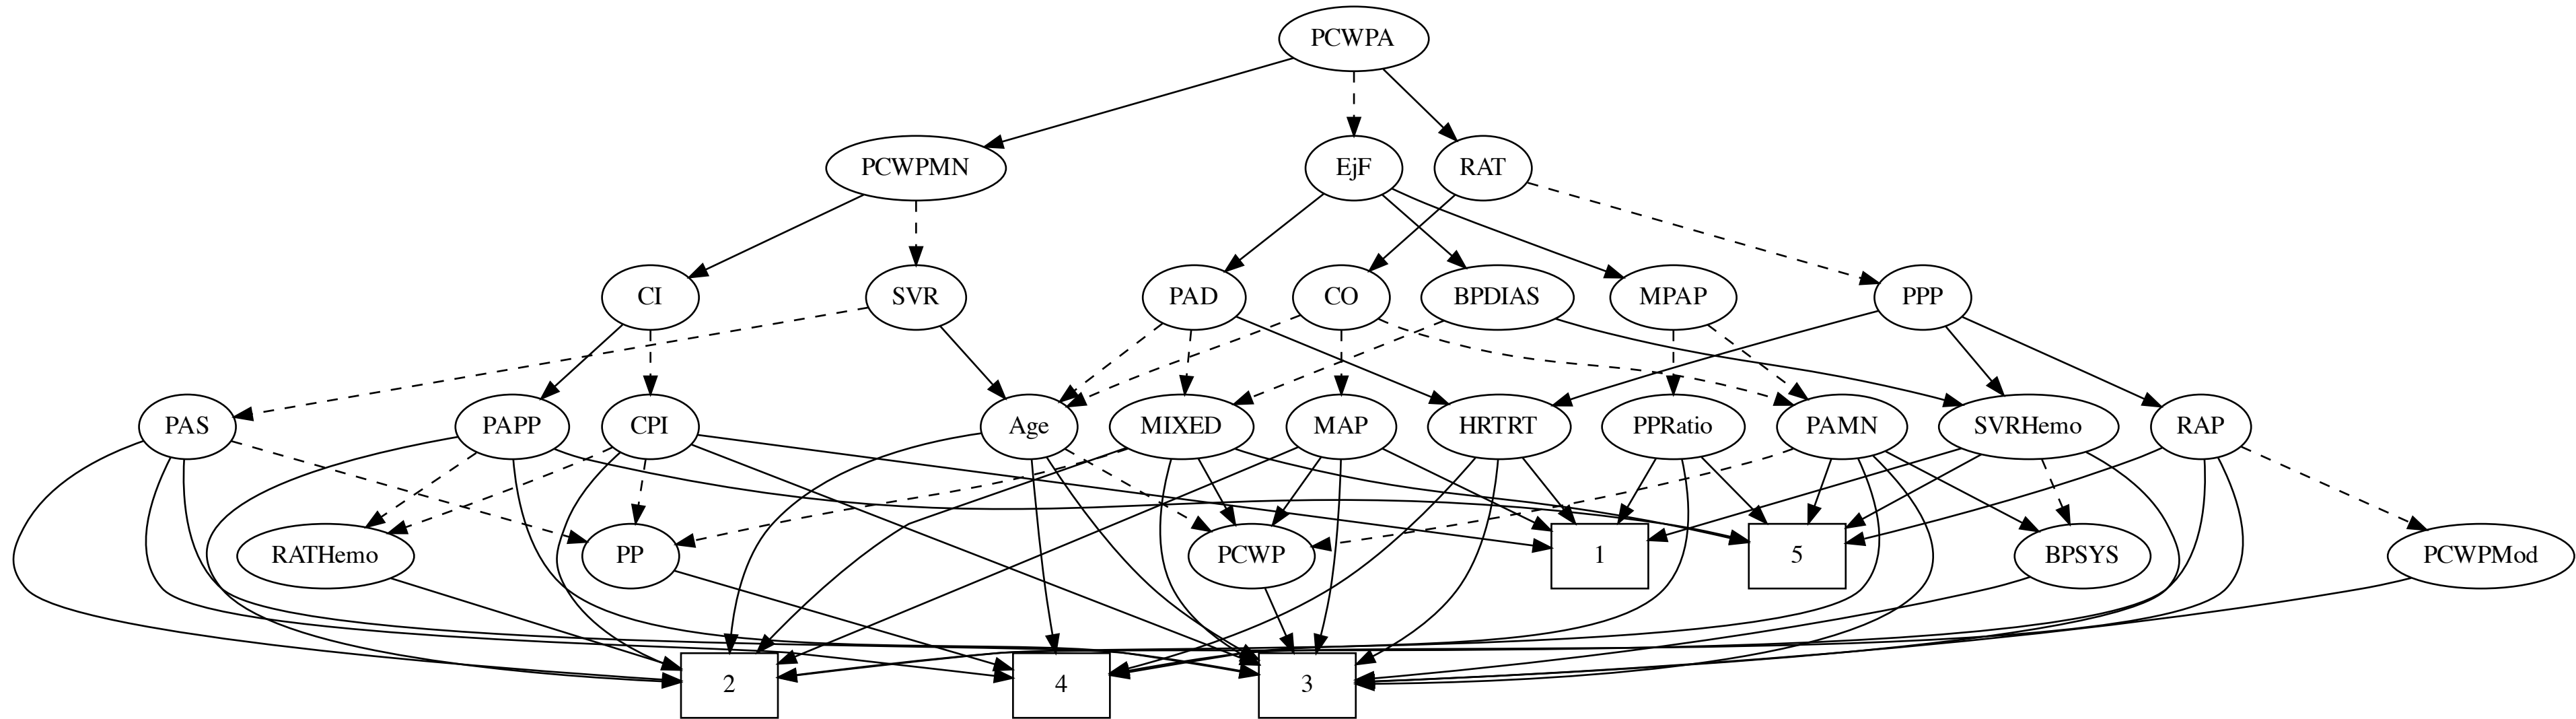 PCWPA
PCWPMN
EjF
RAT
CI
SVR
PAD
CO
BPDIAS
MPAP
PPP
PAS
PAPP
CPI
Age
MIXED
MAP
HRTRT
PPRatio
PAMN
SVRHemo
RAP
RATHemo
PP
PCWP
1
5
BPSYS
PCWPMod
2
4
3